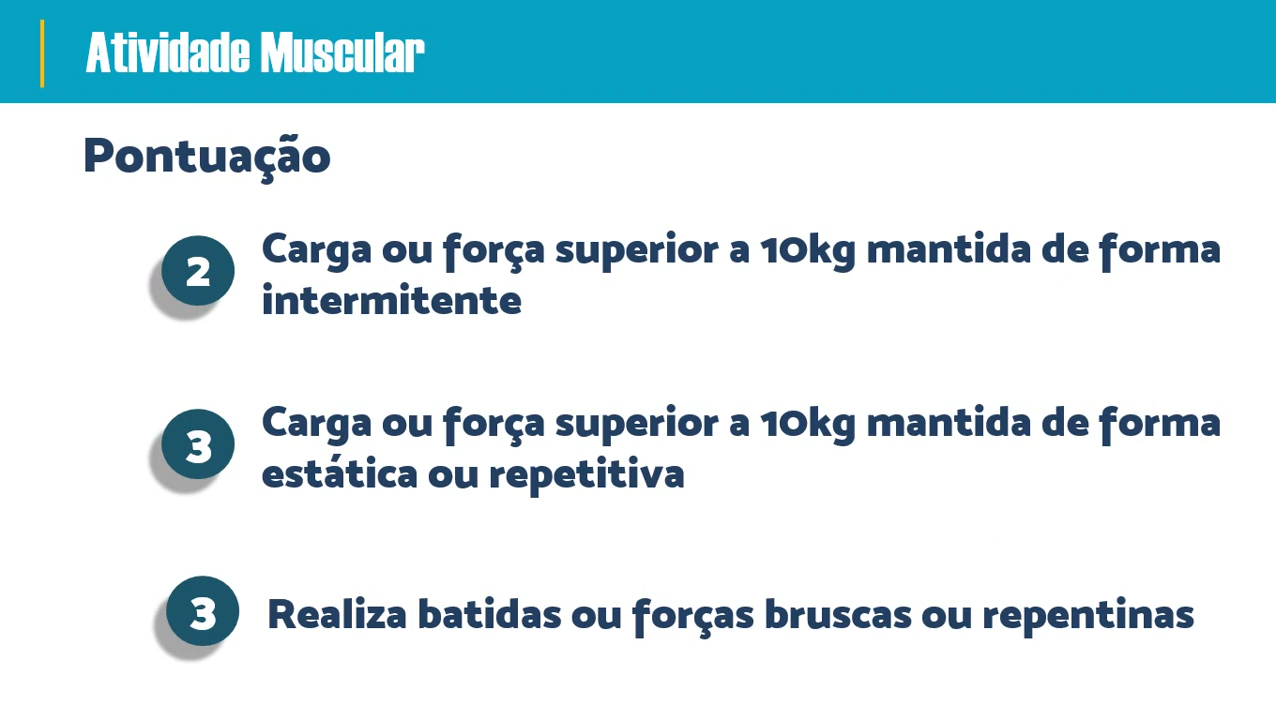 Atividade Muscular
Pontuação
2
Carga ou força superior a 10kg mantida de forma
intermitente
3
Carga ou força superior a 10kg mantida de forma
estática ou repetitiva
3
Realiza batidas ou forças bruscas ou repentinas